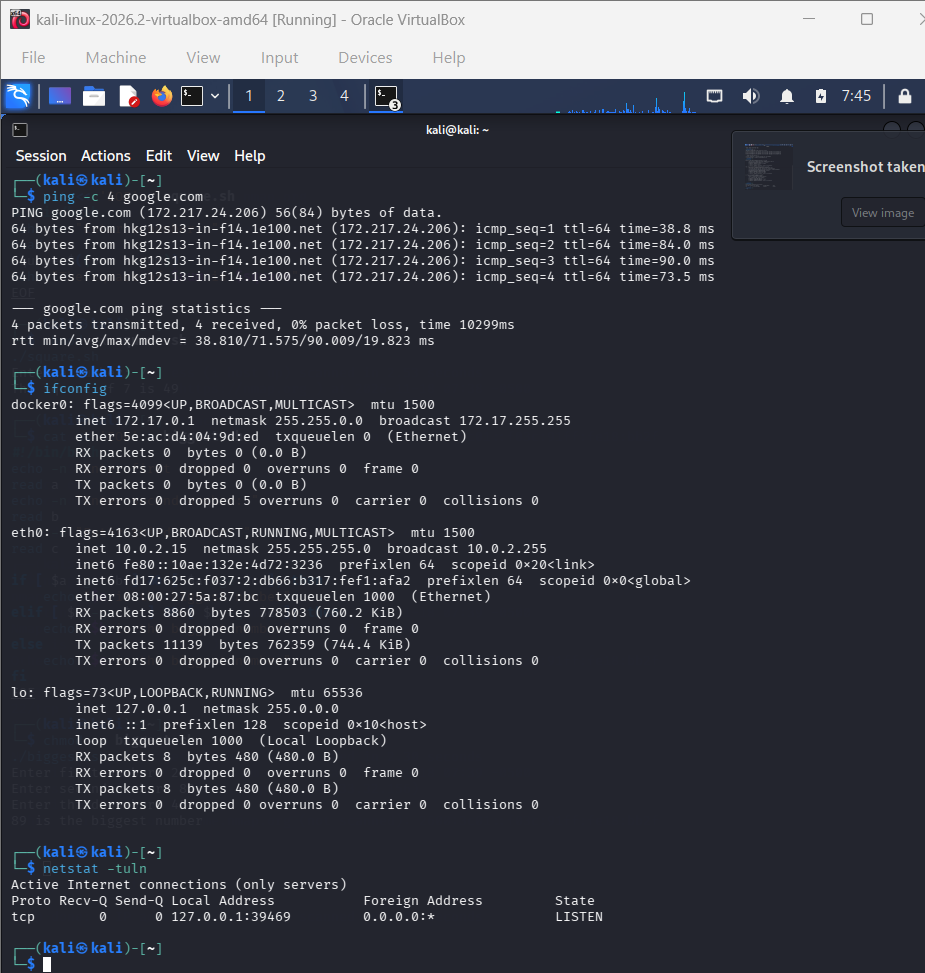 kali-linux-2026.2-virtualbox-amd64 [Running] - Oracle VirtualBox
File Machine View Input Devices Help
1 2 3 4 3 7:45
kali@kali: ~
Session Actions Edit View Help
Screenshot taken
View image
┌──(kali㉿kali)-[~]
└─$ ping -c 4 google.com
PING google.com (172.217.24.206) 56(84) bytes of data.
64 bytes from hkg12s13-in-f14.1e100.net (172.217.24.206): icmp_seq=1 ttl=64 time=38.8 ms
64 bytes from hkg12s13-in-f14.1e100.net (172.217.24.206): icmp_seq=2 ttl=64 time=84.0 ms
64 bytes from hkg12s13-in-f14.1e100.net (172.217.24.206): icmp_seq=3 ttl=64 time=90.0 ms
64 bytes from hkg12s13-in-f14.1e100.net (172.217.24.206): icmp_seq=4 ttl=64 time=73.5 ms
--- google.com ping statistics ---
4 packets transmitted, 4 received, 0% packet loss, time 10299ms
rtt min/avg/max/mdev = 38.810/71.575/90.009/19.823 ms
┌──(kali㉿kali)-[~]
└─$ ifconfig
docker0: flags=4099<UP,BROADCAST,MULTICAST>  mtu 1500
        inet 172.17.0.1  netmask 255.255.0.0  broadcast 172.17.255.255
        ether 5e:ac:d4:04:9d:ed  txqueuelen 0  (Ethernet)
        RX packets 0  bytes 0 (0.0 B)
        RX errors 0  dropped 0  overruns 0  frame 0
        TX packets 0  bytes 0 (0.0 B)
        TX errors 0  dropped 5 overruns 0  carrier 0  collisions 0
eth0: flags=4163<UP,BROADCAST,RUNNING,MULTICAST>  mtu 1500
        inet 10.0.2.15  netmask 255.255.255.0  broadcast 10.0.2.255
        inet6 fe80::10ae:132e:4d72:3236  prefixlen 64  scopeid 0×20<link>
        inet6 fd17:625c:f037:2:db66:b317:fef1:afa2  prefixlen 64  scopeid 0×0<global>
        ether 08:00:27:5a:87:bc  txqueuelen 1000  (Ethernet)
        RX packets 8860  bytes 778503 (760.2 KiB)
        RX errors 0  dropped 0  overruns 0  frame 0
        TX packets 11139  bytes 762359 (744.4 KiB)
        TX errors 0  dropped 0 overruns 0  carrier 0  collisions 0
lo: flags=73<UP,LOOPBACK,RUNNING>  mtu 65536
        inet 127.0.0.1  netmask 255.0.0.0
        inet6 ::1  prefixlen 128  scopeid 0×10<host>
        loop  txqueuelen 1000  (Local Loopback)
        RX packets 8  bytes 480 (480.0 B)
        RX errors 0  dropped 0  overruns 0  frame 0
        TX packets 8  bytes 480 (480.0 B)
        TX errors 0  dropped 0 overruns 0  carrier 0  collisions 0
89 is the biggest number
┌──(kali㉿kali)-[~]
└─$ netstat -tuln
Active Internet connections (only servers)
Proto Recv-Q Send-Q Local Address           Foreign Address         State
tcp        0      0 127.0.0.1:39469         0.0.0.0:*               LISTEN
┌──(kali㉿kali)-[~]
└─$